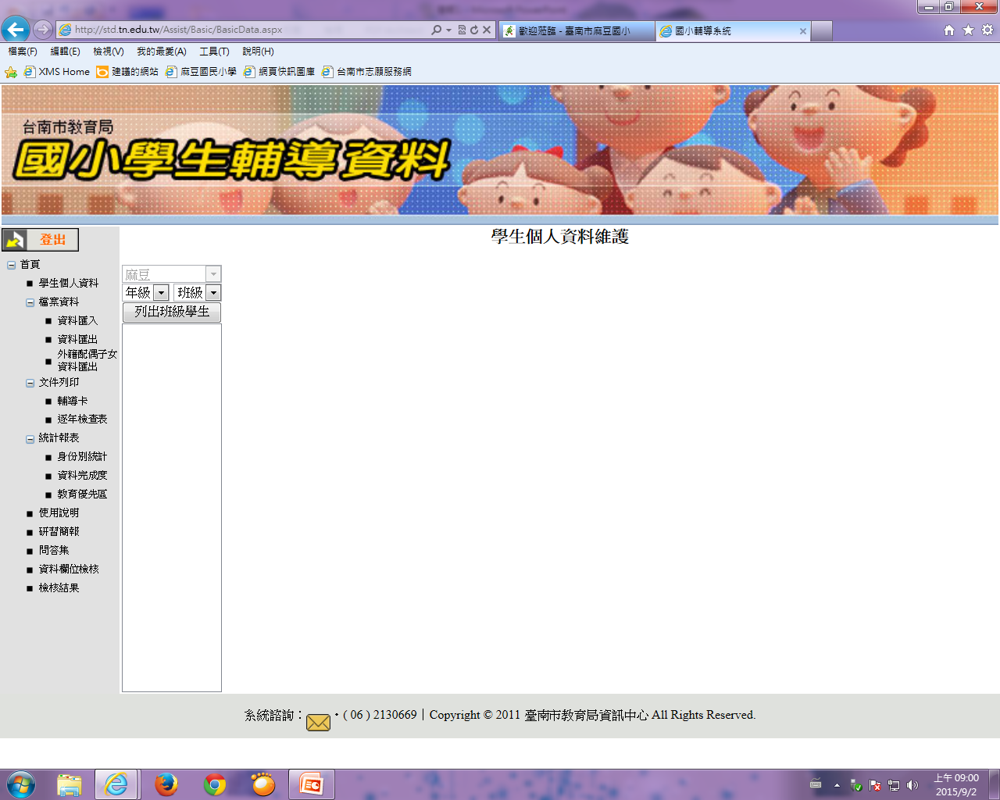 http://std.tn.edu.tw/Assist/Basic/BasicData.aspx
歡迎蒞臨 - 臺南市麻豆國小
國小輔導系統
檔案(F) 編輯(E) 檢視(V) 我的最愛(A) 工具(T) 說明(H)
XMS Home 建議的網站 麻豆國民小學 網頁快訊圖庫 台南市志願服務網
台南市教育局
國小學生輔導資料
登出
學生個人資料維護
首頁
學生個人資料
檔案資料
資料匯入
資料匯出
外籍配偶子女
資料匯出
文件列印
輔導卡
逐年檢查表
統計報表
身份別統計
資料完成度
教育優先區
使用說明
研習簡報
問答集
資料欄位檢核
檢核結果
麻豆
年級 班級
列出班級學生
系統諮詢： ‧( 06 ) 2130669｜Copyright © 2011 臺南市教育局資訊中心 All Rights Reserved.
上午 09:00
2015/9/2